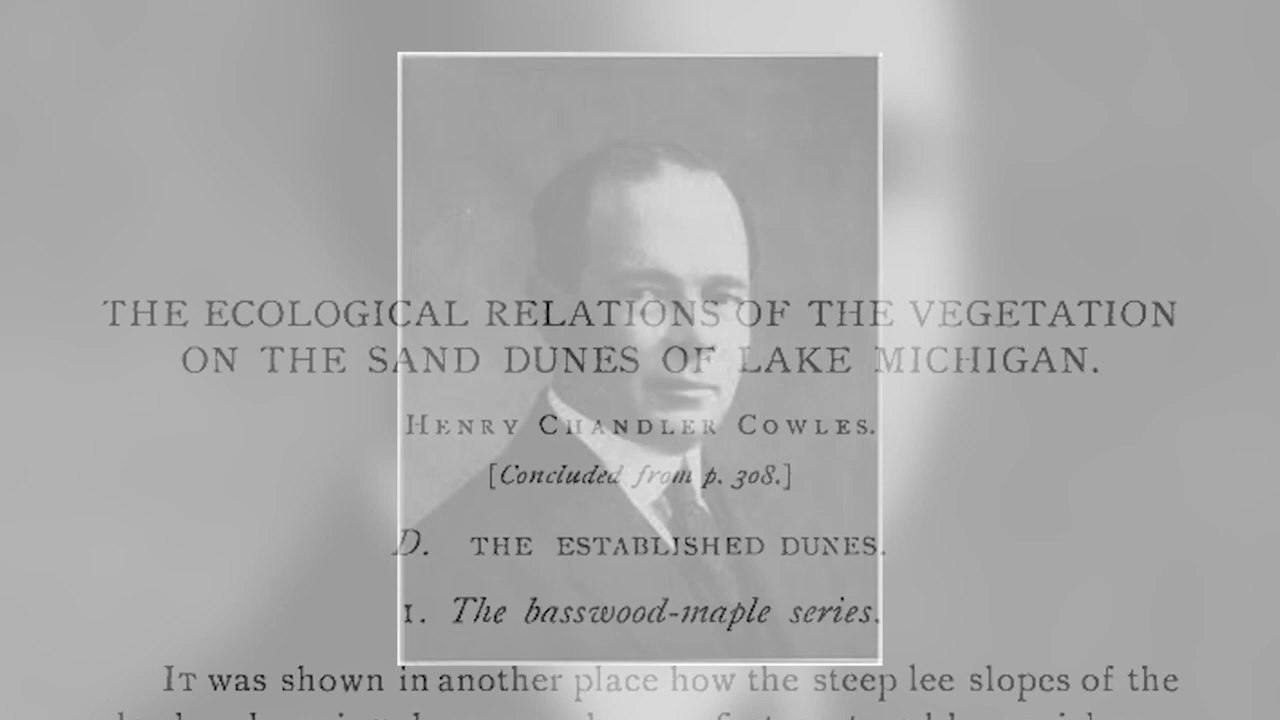 THE ECOLOGICAL RELATIONS OF THE VEGETATION
ON THE SAND DUNES OF LAKE MICHIGAN.
HENRY CHANDLER COWLES.
[Concluded from p. 308.]
D. THE ESTABLISHED DUNES.
1. The basswood-maple series.
IT was shown in another place how the steep lee slopes of the